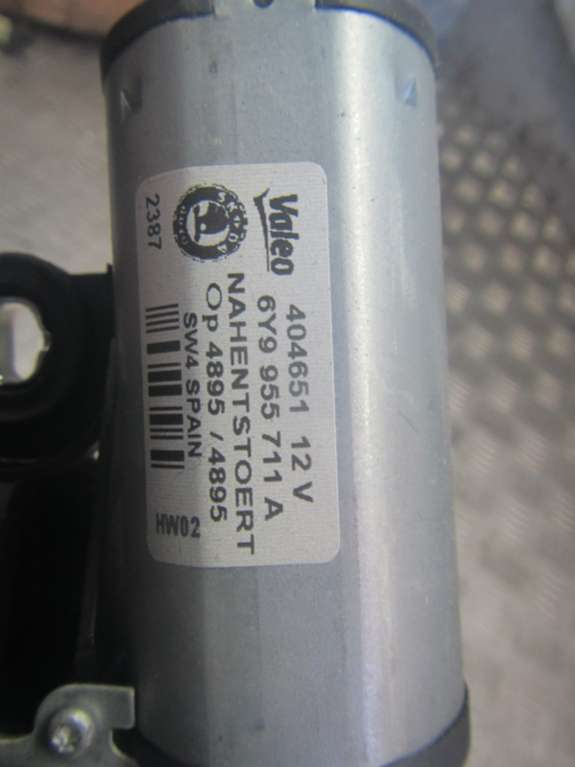 Valeo 404651 12 V
6Y9 955 711 A
NAHENTSTOERT
Op 4895 /4895
SW4 SPAIN
2387
HW02